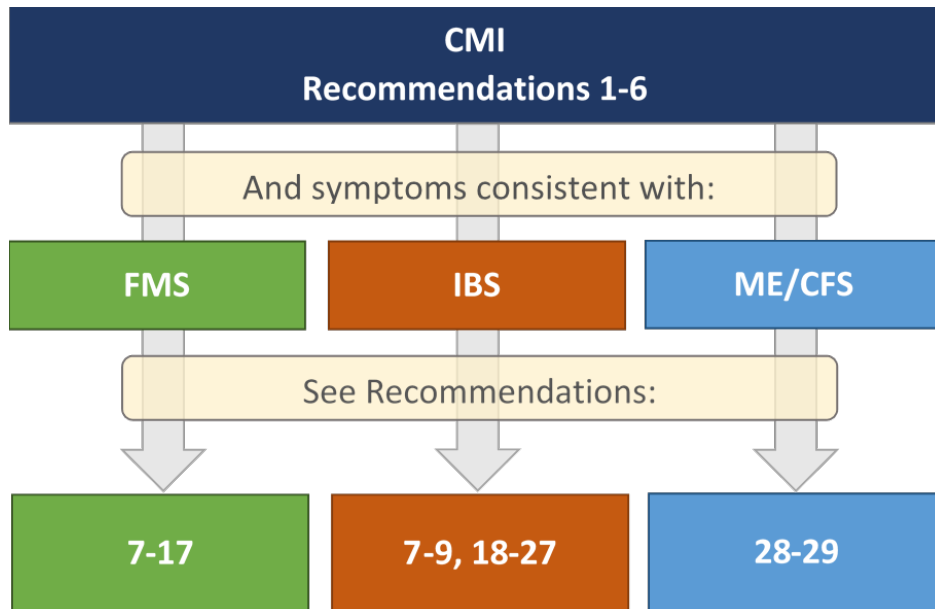 CMI
Recommendations 1-6
And symptoms consistent with:
FMS
IBS
ME/CFS
See Recommendations:
7-17
7-9, 18-27
28-29